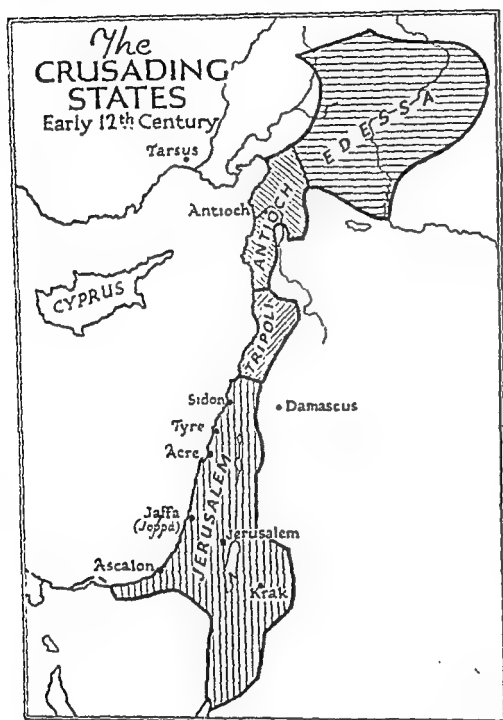 The
CRUSADING
STATES
Early 12th Century
Tarsus
EDESSA
Antioch
ANTIOCH
CYPRUS
TRIPOLI
Sidon
Damascus
Tyre
Acre
JERUSALEM
Jaffa
(Joppa)
Jerusalem
Ascalon
Krak